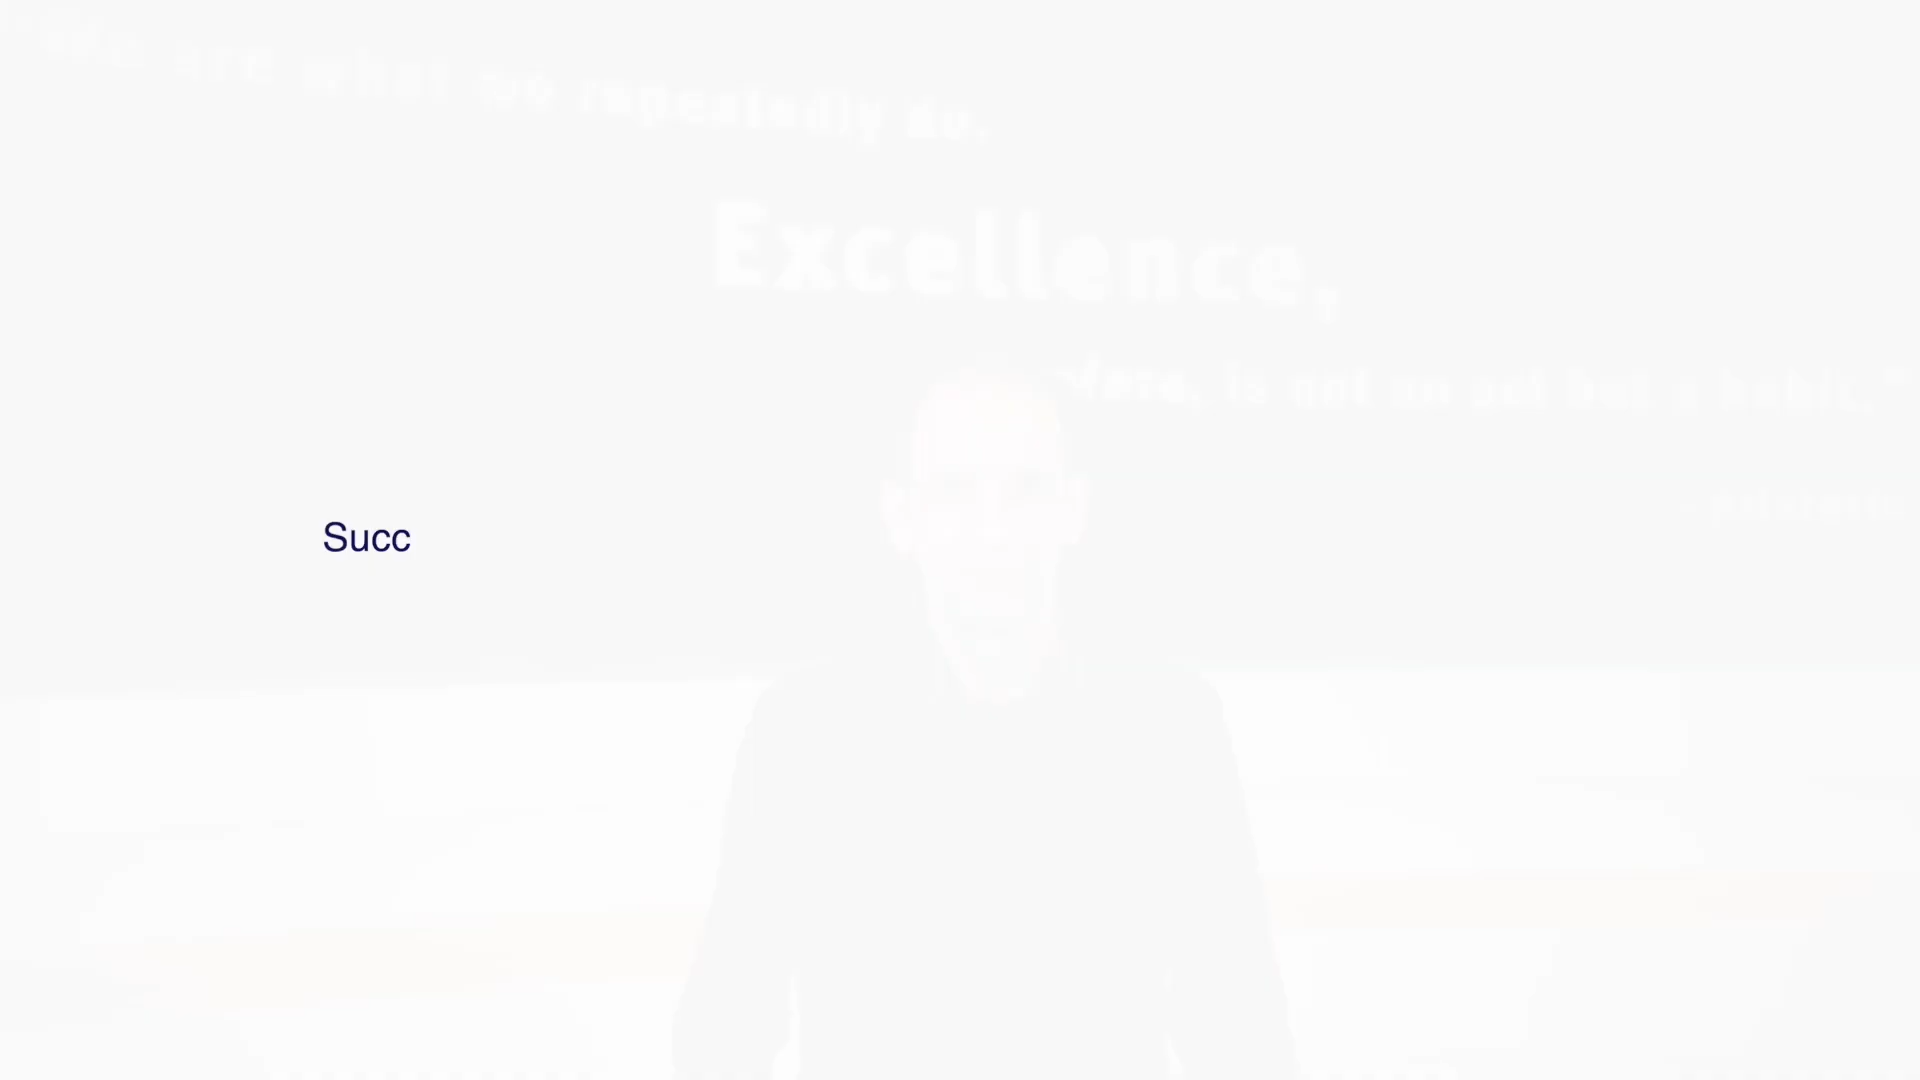 are what we repeatedly do.
Excellence,
is not an act but a habit."
Succ